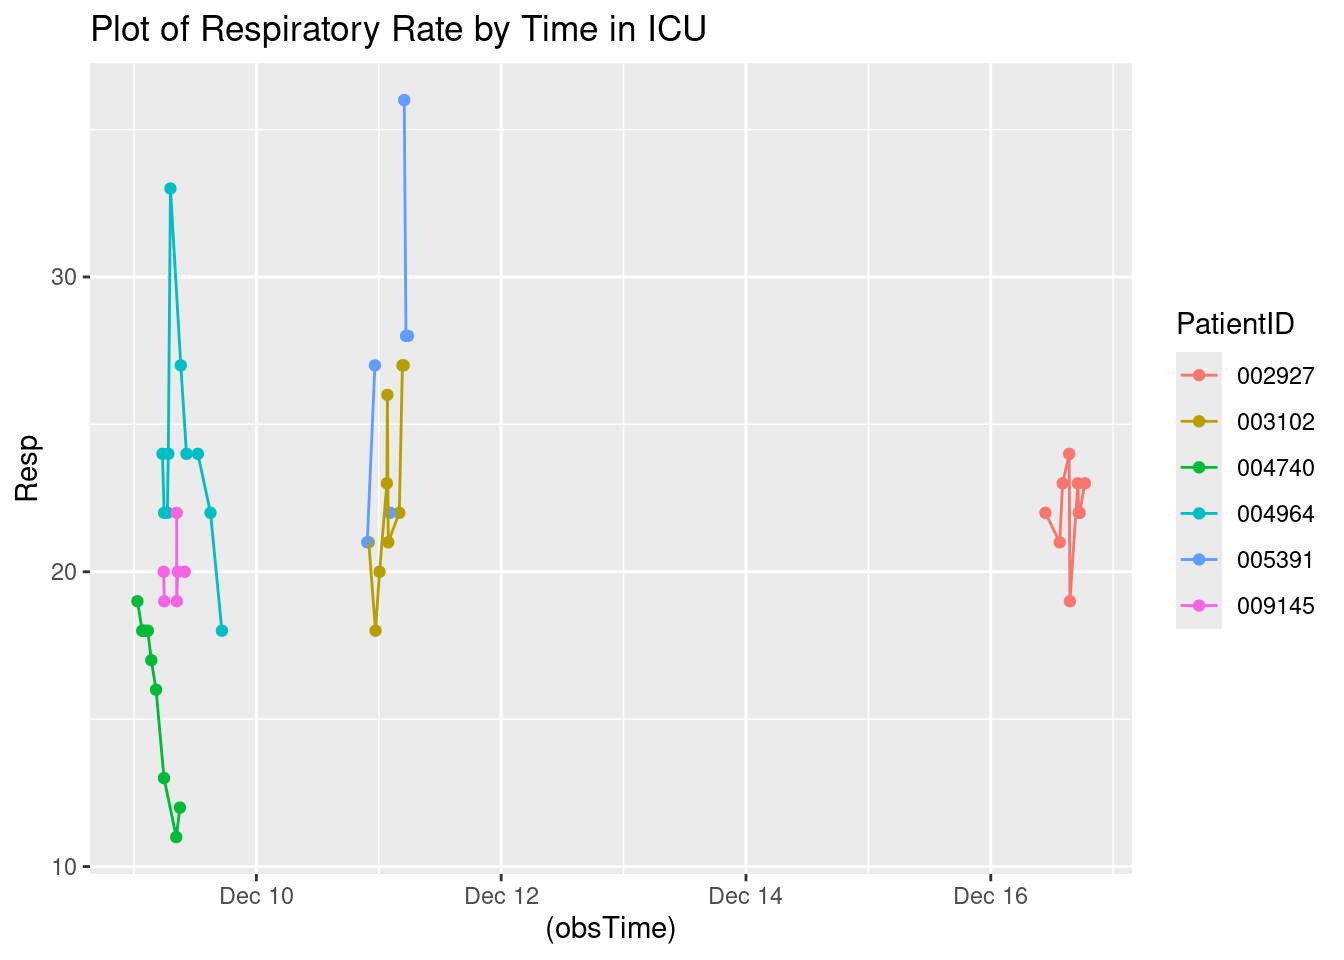 Plot of Respiratory Rate by Time in ICU
Resp
30
20
10
Dec 10
Dec 12
Dec 14
Dec 16
(obsTime)
PatientID
002927
003102
004740
004964
005391
009145